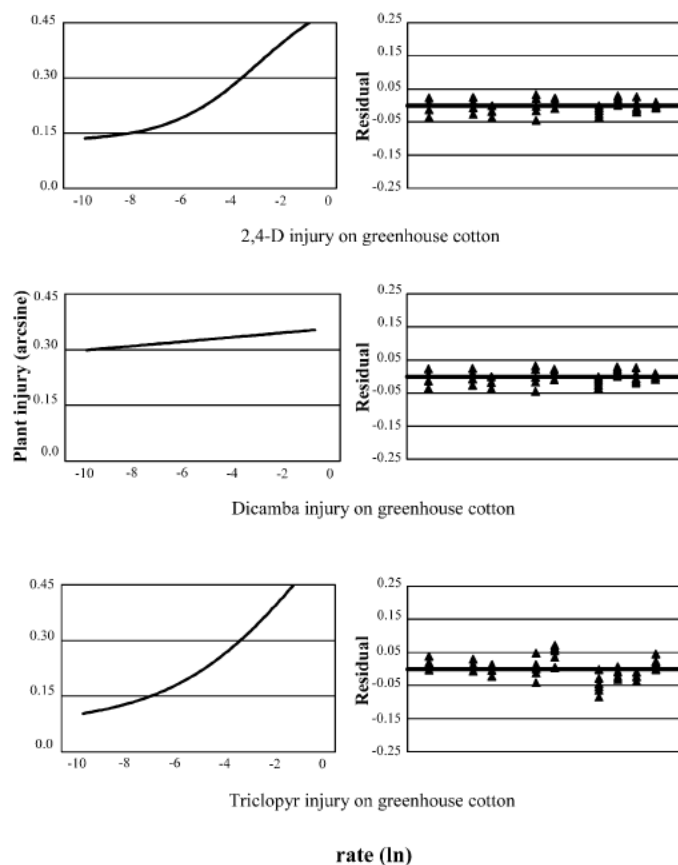 0.45
0.30
0.15
0.0
-10 -8 -6 -4 -2 0
Residual
0.25
0.15
0.05
-0.05
-0.15
-0.25
2,4-D injury on greenhouse cotton
Plant injury (arcsine)
0.45
0.30
0.15
0.0
-10 -8 -6 -4 -2 0
Residual
0.25
0.15
0.05
-0.05
-0.15
-0.25
Dicamba injury on greenhouse cotton
0.45
0.30
0.15
0.0
-10 -8 -6 -4 -2 0
Residual
0.25
0.15
0.05
-0.05
-0.15
-0.25
Triclopyr injury on greenhouse cotton
rate (ln)